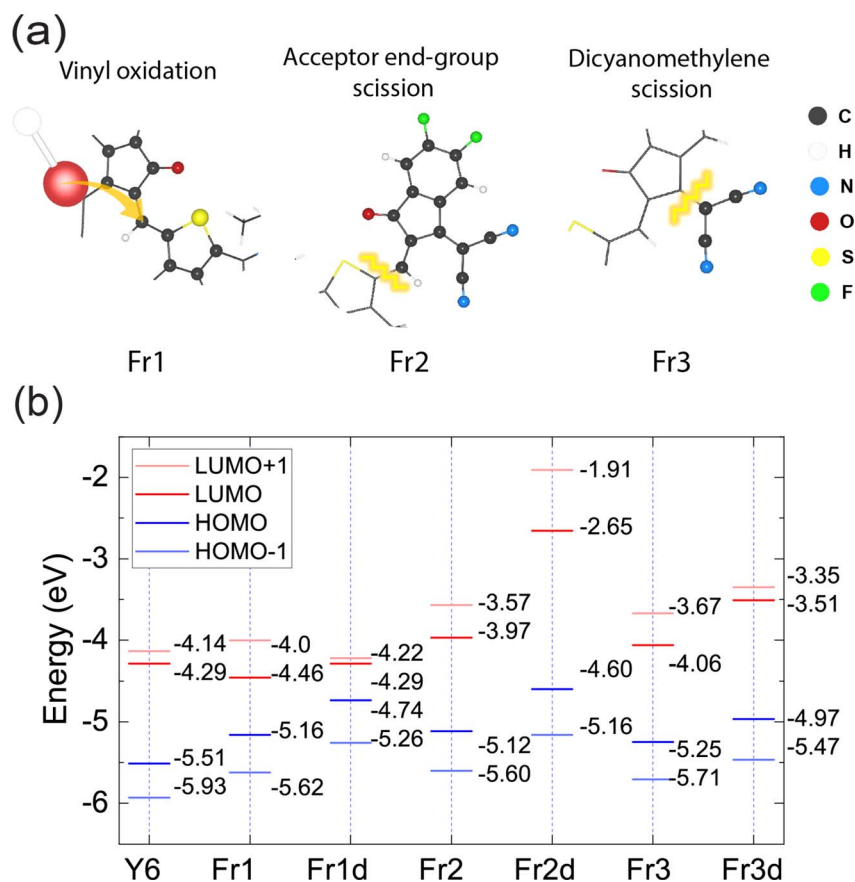 (a)
Vinyl oxidation
Acceptor end-group
scission
Dicyanomethylene
scission
C
H
N
O
S
F
Fr1
Fr2
Fr3
(b)
LUMO+1
LUMO
HOMO
HOMO-1
Energy (eV)
-2
-3
-4
-5
-6
-4.14
-4.29
-5.51
-5.93
-4.0
-4.46
-5.16
-5.62
-4.22
-4.29
-4.74
-5.26
-3.57
-3.97
-5.12
-5.60
-1.91
-2.65
-4.60
-5.16
-3.67
-4.06
-5.25
-5.71
-3.35
-3.51
-4.97
-5.47
Y6 Fr1 Fr1d Fr2 Fr2d Fr3 Fr3d